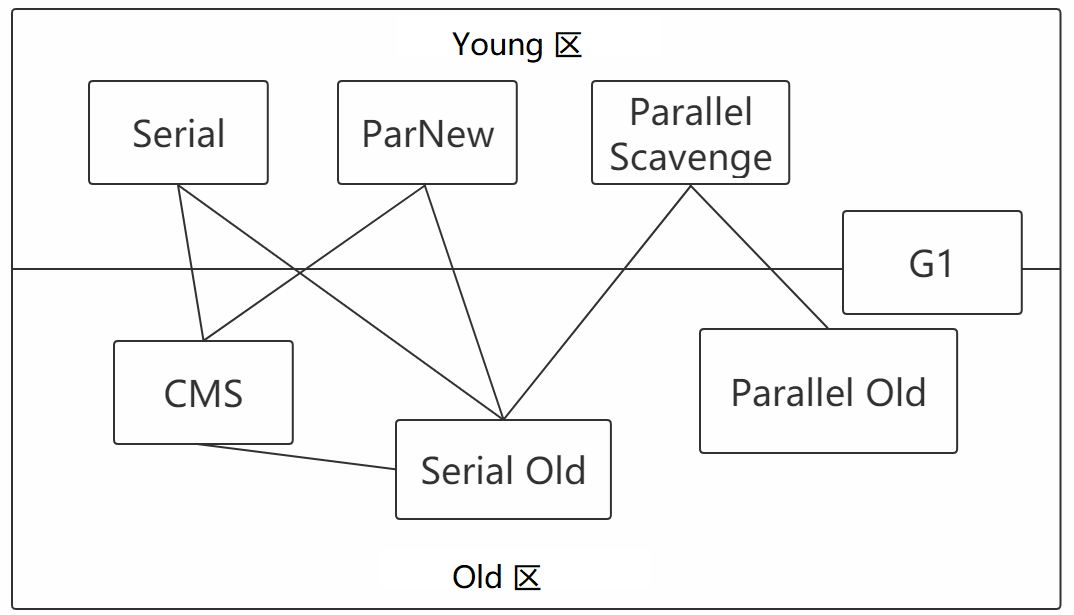 Young 区
Serial
ParNew
Parallel
Scavenge
G1
CMS
Parallel Old
Serial Old
Old 区